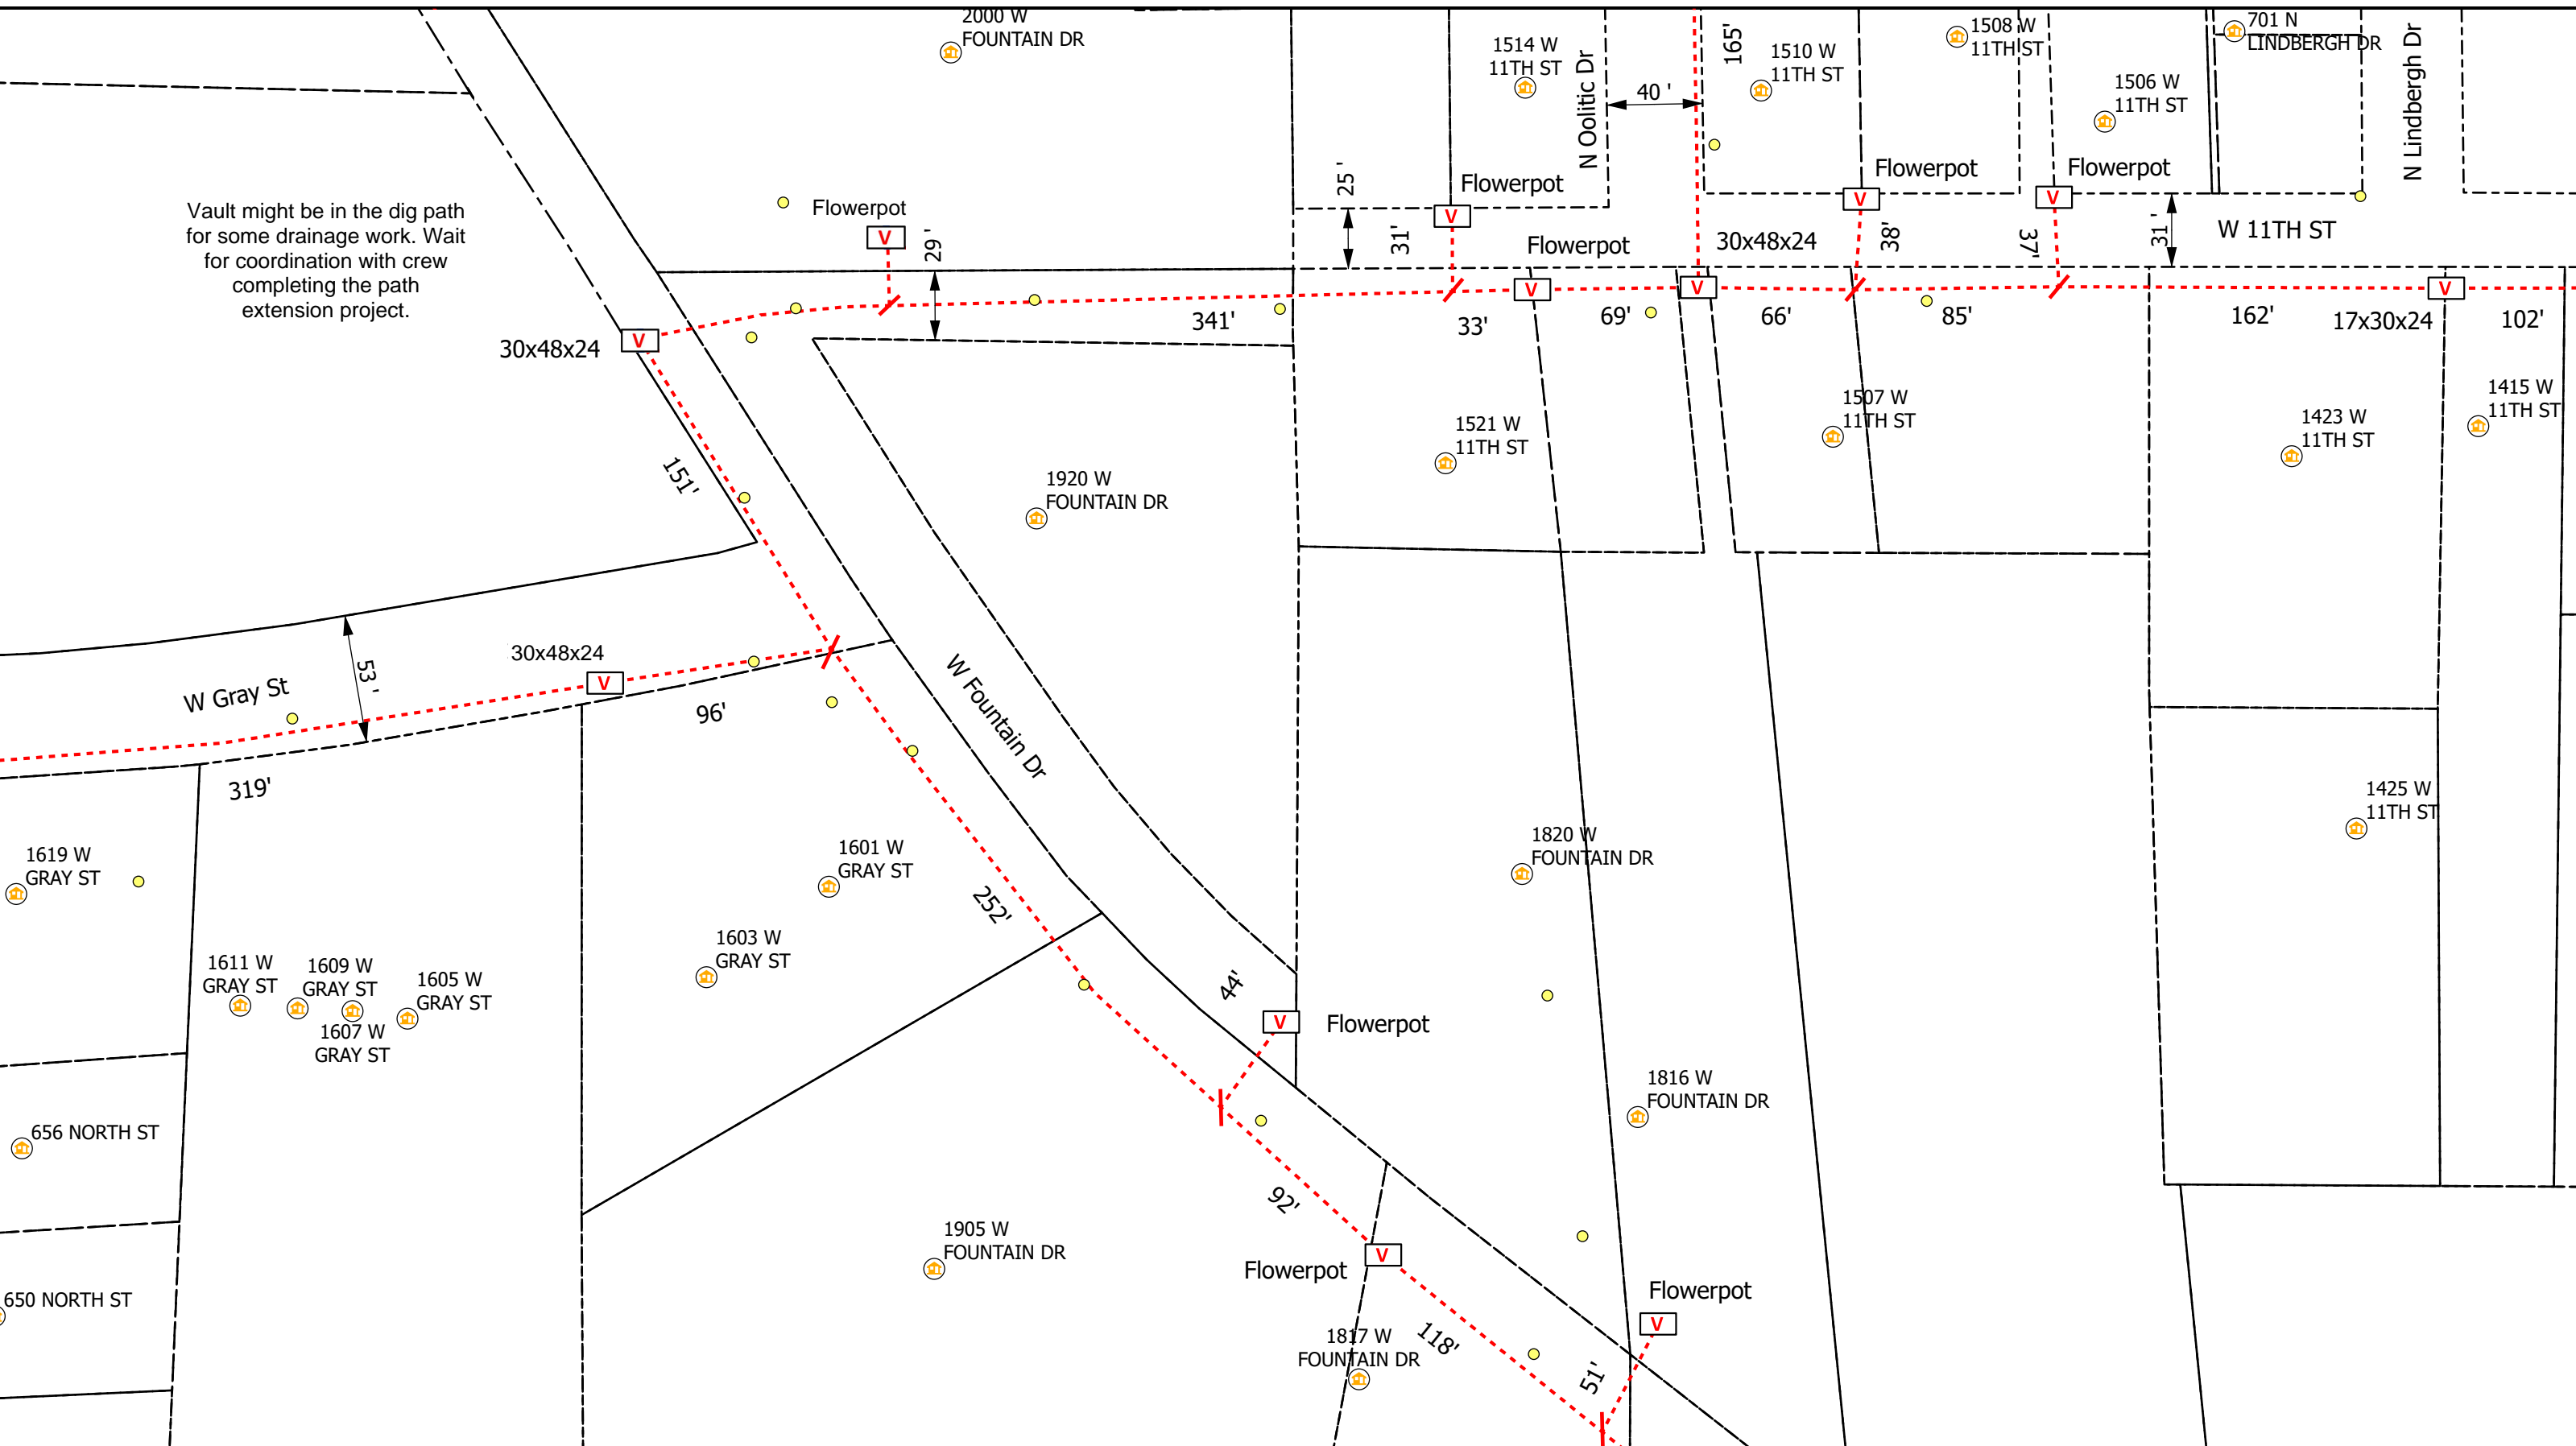 2000 W
FOUNTAIN DR
1514 W
11TH ST
N Oolitic Dr
40 '
165'
1510 W
11TH ST
1508 W
11TH ST
1506 W
11TH ST
701 N
LINDBERGH DR
N Lindbergh Dr
Vault might be in the dig path
for some drainage work. Wait
for coordination with crew
completing the path
extension project.
Flowerpot
V
29 '
25 '
Flowerpot
V
31'
Flowerpot
V
30x48x24
V
Flowerpot
V
38'
Flowerpot
V
37'
31 '
W 11TH ST
30x48x24
V
341'
33'
69'
66'
85'
162'
17x30x24
V
102'
151'
1920 W
FOUNTAIN DR
1521 W
11TH ST
1507 W
11TH ST
1423 W
11TH ST
1415 W
11TH ST
W Gray St
53 '
30x48x24
V
96'
319'
W Fountain Dr
1425 W
11TH ST
1619 W
GRAY ST
1601 W
GRAY ST
252'
1820 W
FOUNTAIN DR
1611 W
GRAY ST
1609 W
GRAY ST
1607 W
GRAY ST
1605 W
GRAY ST
1603 W
GRAY ST
44'
V
Flowerpot
1816 W
FOUNTAIN DR
656 NORTH ST
92'
1905 W
FOUNTAIN DR
Flowerpot
V
650 NORTH ST
118'
1817 W
FOUNTAIN DR
Flowerpot
V
51'